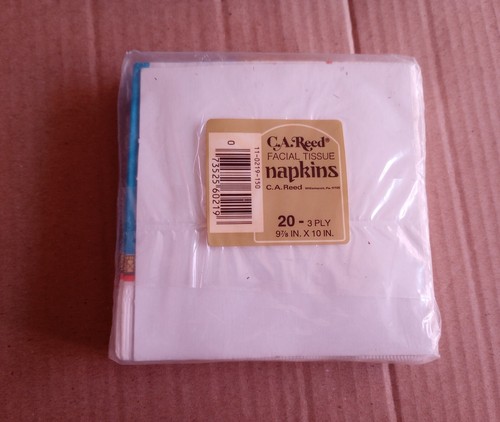 C.A. Reed®
FACIAL TISSUE
napkins
C. A. Reed
20 - 3 PLY
9⅞ IN. X 10 IN.
11-0219-150
0
73525 60219